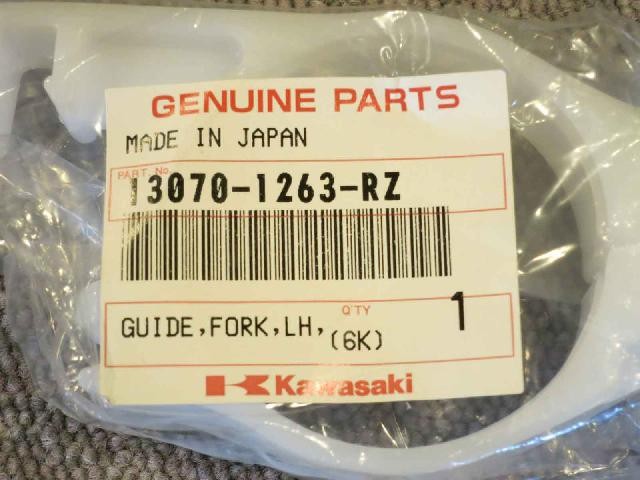 GENUINE PARTS
MADE IN JAPAN
PART No.
13070-1263-RZ
Q'TY
GUIDE,FORK,LH,(6K) 1
Kawasaki